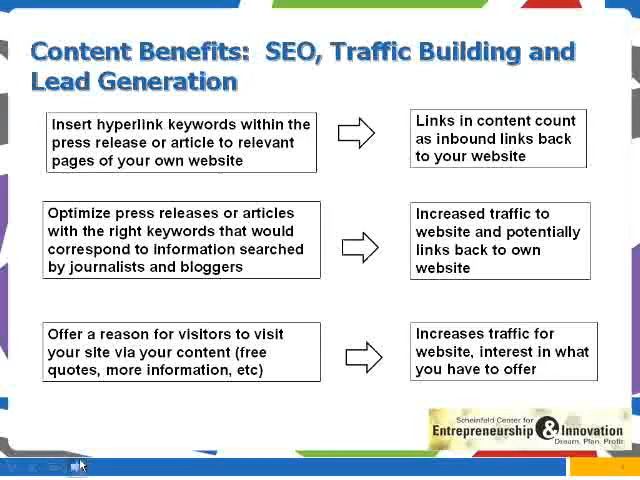 Content Benefits: SEO, Traffic Building and
Lead Generation
Insert hyperlink keywords within the
press release or article to relevant
pages of your own website
Links in content count
as inbound links back
to your website
Optimize press releases or articles
with the right keywords that would
correspond to information searched
by journalists and bloggers
Increased traffic to
website and potentially
links back to own
website
Offer a reason for visitors to visit
your site via your content (free
quotes, more information, etc)
Increases traffic for
website, interest in what
you have to offer
Scheinfeld Center for
Entrepreneurship & Innovation
Dream. Plan. Profit.